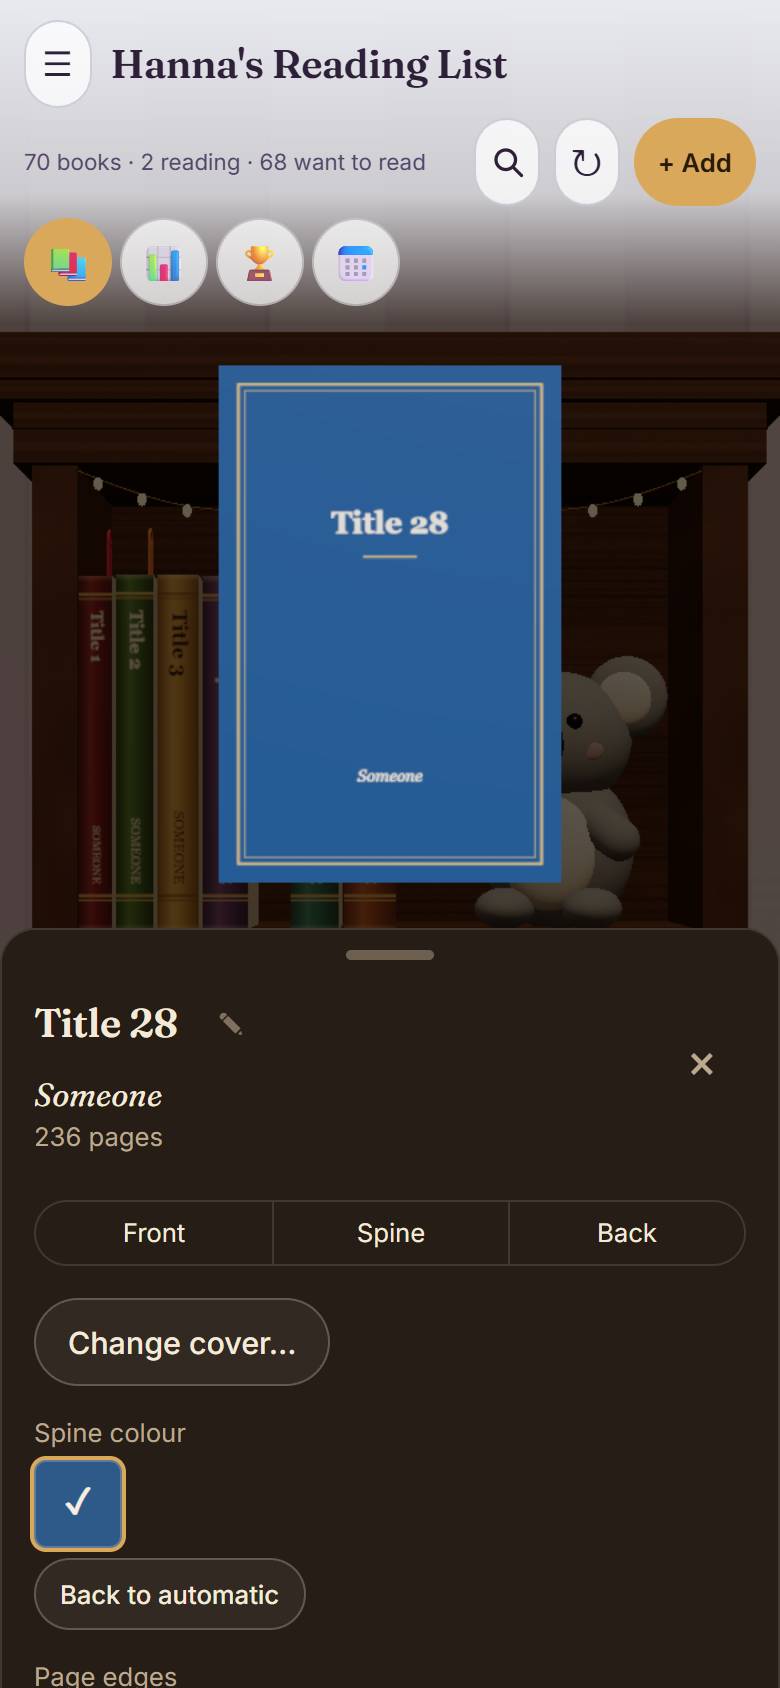 Hanna's Reading List
70 books · 2 reading · 68 want to read
+ Add
Title 28
Someone
Title 1
SOMEONE
Title 2
SOMEONE
Title 3
SOMEONE
Title 28
Someone
236 pages
Front
Spine
Back
Change cover...
Spine colour
Back to automatic
Page edges